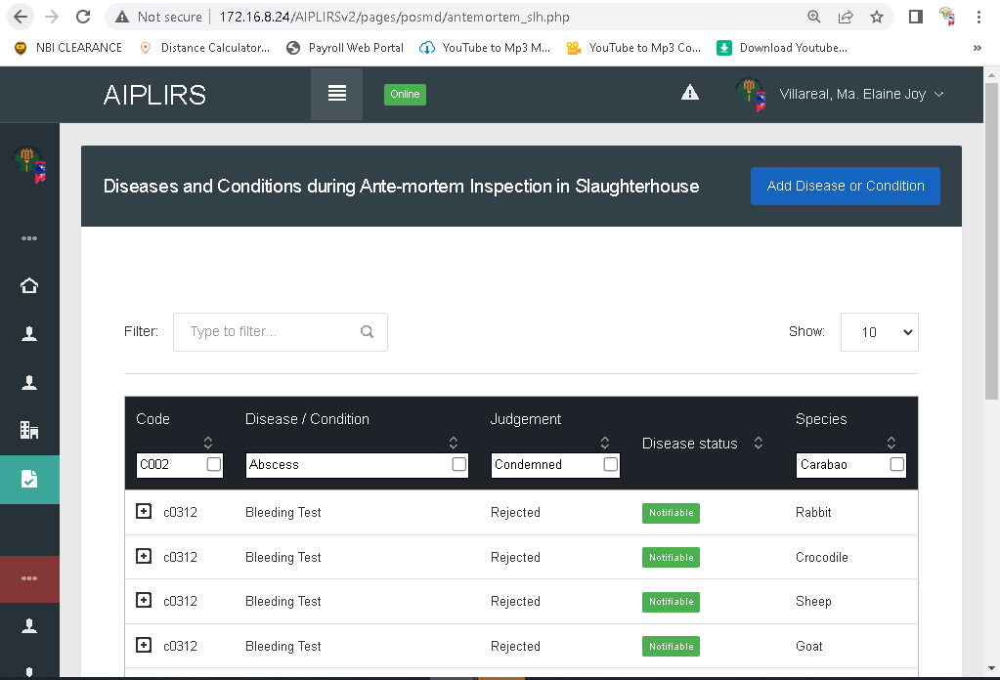 Not secure | 172.16.8.24/AIPLIRSv2/pages/posmd/antemortem_slh.php
NBI CLEARANCE Distance Calculator... Payroll Web Portal YouTube to Mp3 M... YouTube to Mp3 Co... Download Youtube... »
AIPLIRS Online Villareal, Ma. Elaine Joy
Diseases and Conditions during Ante-mortem Inspection in Slaughterhouse Add Disease or Condition
Filter: Type to filter... Show: 10
Code Disease / Condition Judgement Disease status Species
C002 Abscess Condemned Carabao
c0312 Bleeding Test Rejected Notifiable Rabbit
c0312 Bleeding Test Rejected Notifiable Crocodile
c0312 Bleeding Test Rejected Notifiable Sheep
c0312 Bleeding Test Rejected Notifiable Goat